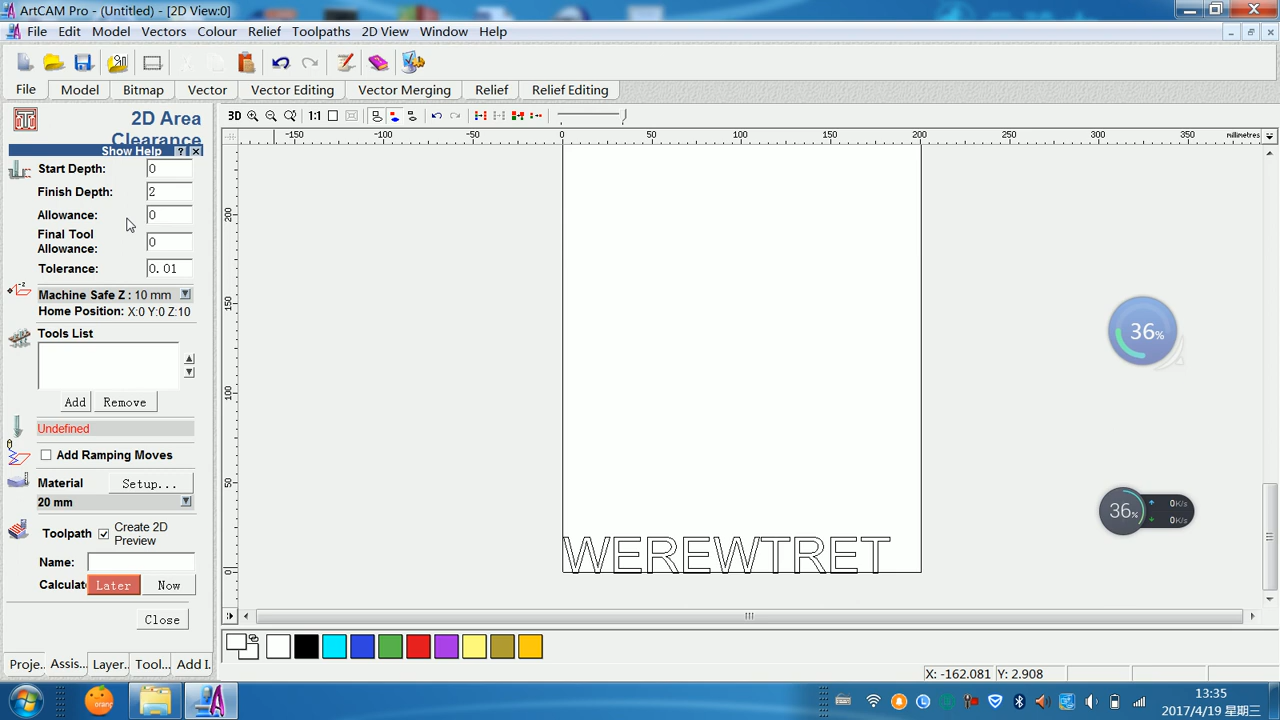 ArtCAM Pro - (Untitled) - [2D View:0]
File Edit Model Vectors Colour Relief Toolpaths 2D View Window Help
File Model Bitmap Vector Vector Editing Vector Merging Relief Relief Editing
2D Area
Clearance
Show Help ?
3D 1:1
-150 -100 -50 0 50 100 150 200 250 300 350 millimetres
Start Depth: 0
Finish Depth: 2
Allowance: 0
Final Tool
Allowance: 0
Tolerance: 0.01
Machine Safe Z : 10 mm
Home Position: X:0 Y:0 Z:10
Tools List
Add Remove
Undefined
Add Ramping Moves
Material Setup...
20 mm
Toolpath Create 2D
Preview
Name:
Calculate Later Now
Close
Proje.. Assis... Layer.. Tool... Add I.
200
150
100
50
0
WEREWTRET
36%
36% 0K/s
0K/s
X: -162.081 Y: 2.908
orange
13:35
2017/4/19 星期三